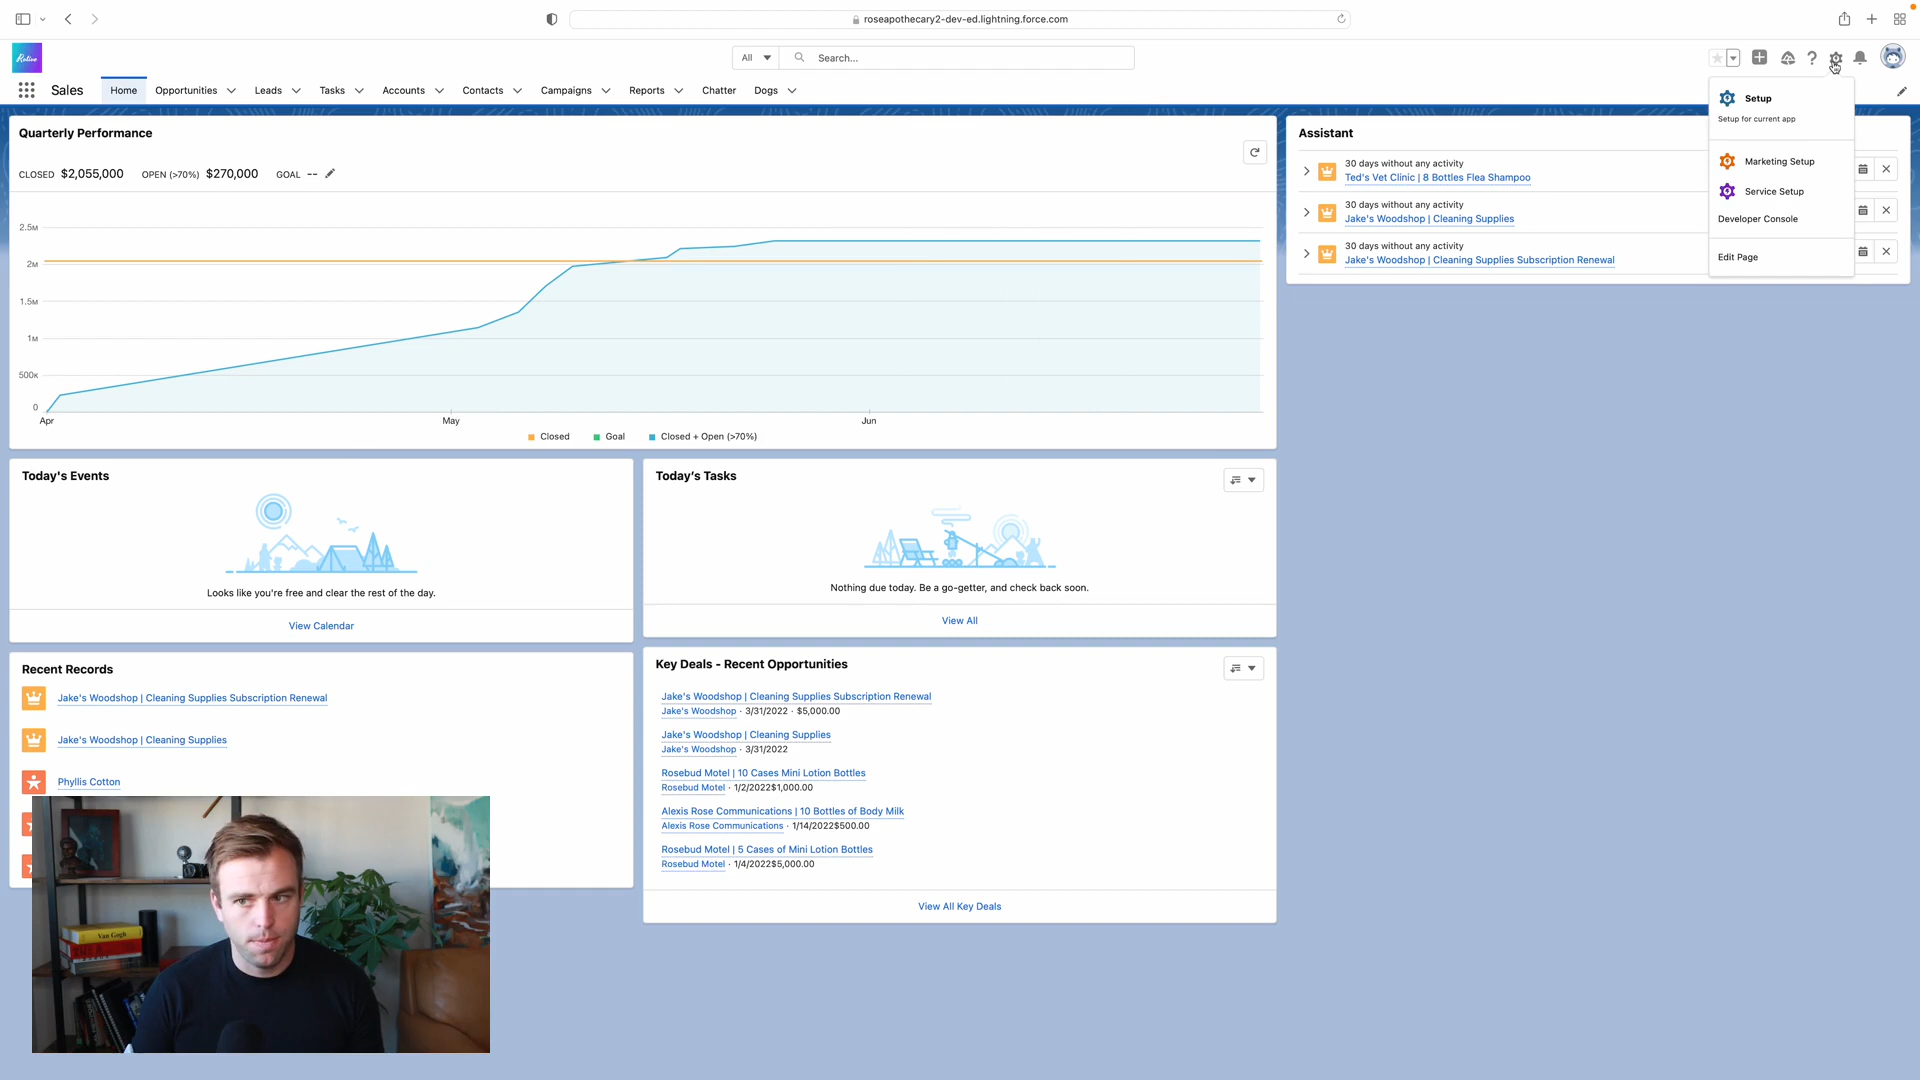 roseapothecary2-dev-ed.lightning.force.com
Relive
All
Search...
Sales
Home
Opportunities
Leads
Tasks
Accounts
Contacts
Campaigns
Reports
Chatter
Dogs
Setup
Setup for current app
Marketing Setup
Service Setup
Developer Console
Edit Page
Quarterly Performance
CLOSED $2,055,000 OPEN (>70%) $270,000 GOAL --
2.5M
2M
1.5M
1M
500K
0
Apr
May
Jun
Closed
Goal
Closed + Open (>70%)
Assistant
30 days without any activity
Ted's Vet Clinic | 8 Bottles Flea Shampoo
30 days without any activity
Jake's Woodshop | Cleaning Supplies
30 days without any activity
Jake's Woodshop | Cleaning Supplies Subscription Renewal
Today's Events
Looks like you're free and clear the rest of the day.
View Calendar
Today’s Tasks
Nothing due today. Be a go-getter, and check back soon.
View All
Recent Records
Jake's Woodshop | Cleaning Supplies Subscription Renewal
Jake's Woodshop | Cleaning Supplies
Phyllis Cotton
Key Deals - Recent Opportunities
Jake's Woodshop | Cleaning Supplies Subscription Renewal
Jake's Woodshop · 3/31/2022 · $5,000.00
Jake's Woodshop | Cleaning Supplies
Jake's Woodshop · 3/31/2022
Rosebud Motel | 10 Cases Mini Lotion Bottles
Rosebud Motel · 1/2/2022$1,000.00
Alexis Rose Communications | 10 Bottles of Body Milk
Alexis Rose Communications · 1/14/2022$500.00
Rosebud Motel | 5 Cases of Mini Lotion Bottles
Rosebud Motel · 1/4/2022$5,000.00
View All Key Deals
Van Gogh